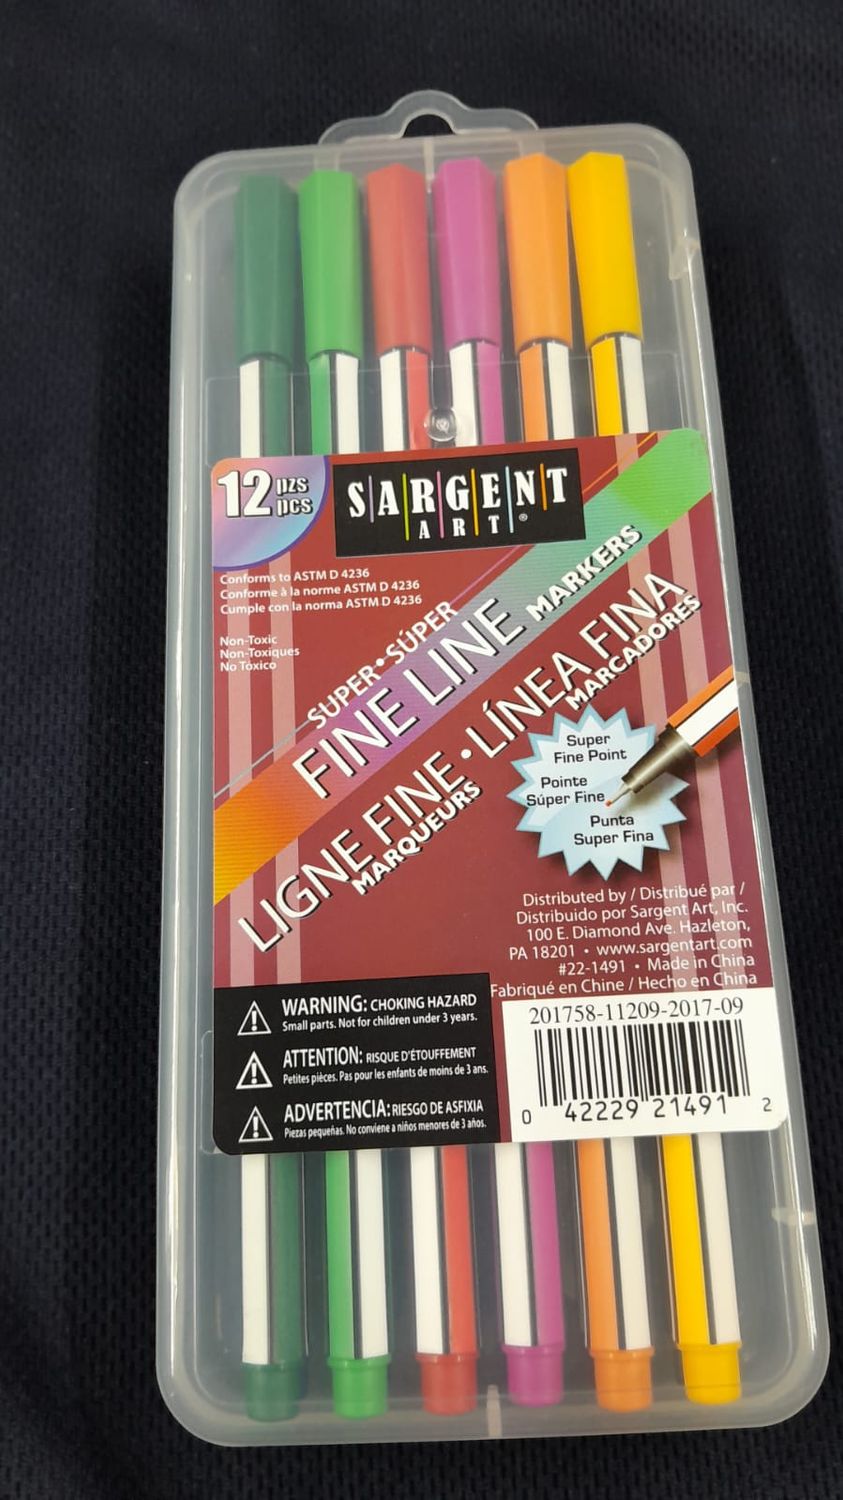 12 pzs
pcs
SARGENT
ART®
Conforms to ASTM D 4236
Conforme à la norme ASTM D 4236
Cumple con la norma ASTM D 4236
Non-Toxic
Non-Toxiques
No Tóxico
SUPER•SÚPER
FINE LINE MARKERS
LIGNE FINE • LÍNEA FINA
MARQUEURS MARCADORES
Super
Fine Point
Pointe
Súper Fine
Punta
Super Fina
Distributed by / Distribué par /
Distribuido por Sargent Art, Inc.
100 E. Diamond Ave. Hazleton,
PA 18201 • www.sargentart.com
#22-1491 • Made in China
Fabriqué en Chine / Hecho en China
WARNING: CHOKING HAZARD
Small parts. Not for children under 3 years.
ATTENTION: RISQUE D'ÉTOUFFEMENT
Petites pièces. Pas pour les enfants de moins de 3 ans.
ADVERTENCIA: RIESGO DE ASFIXIA
Piezas pequeñas. No conviene a niños menores de 3 años.
201758-11209-2017-09
0 42229 21491 2